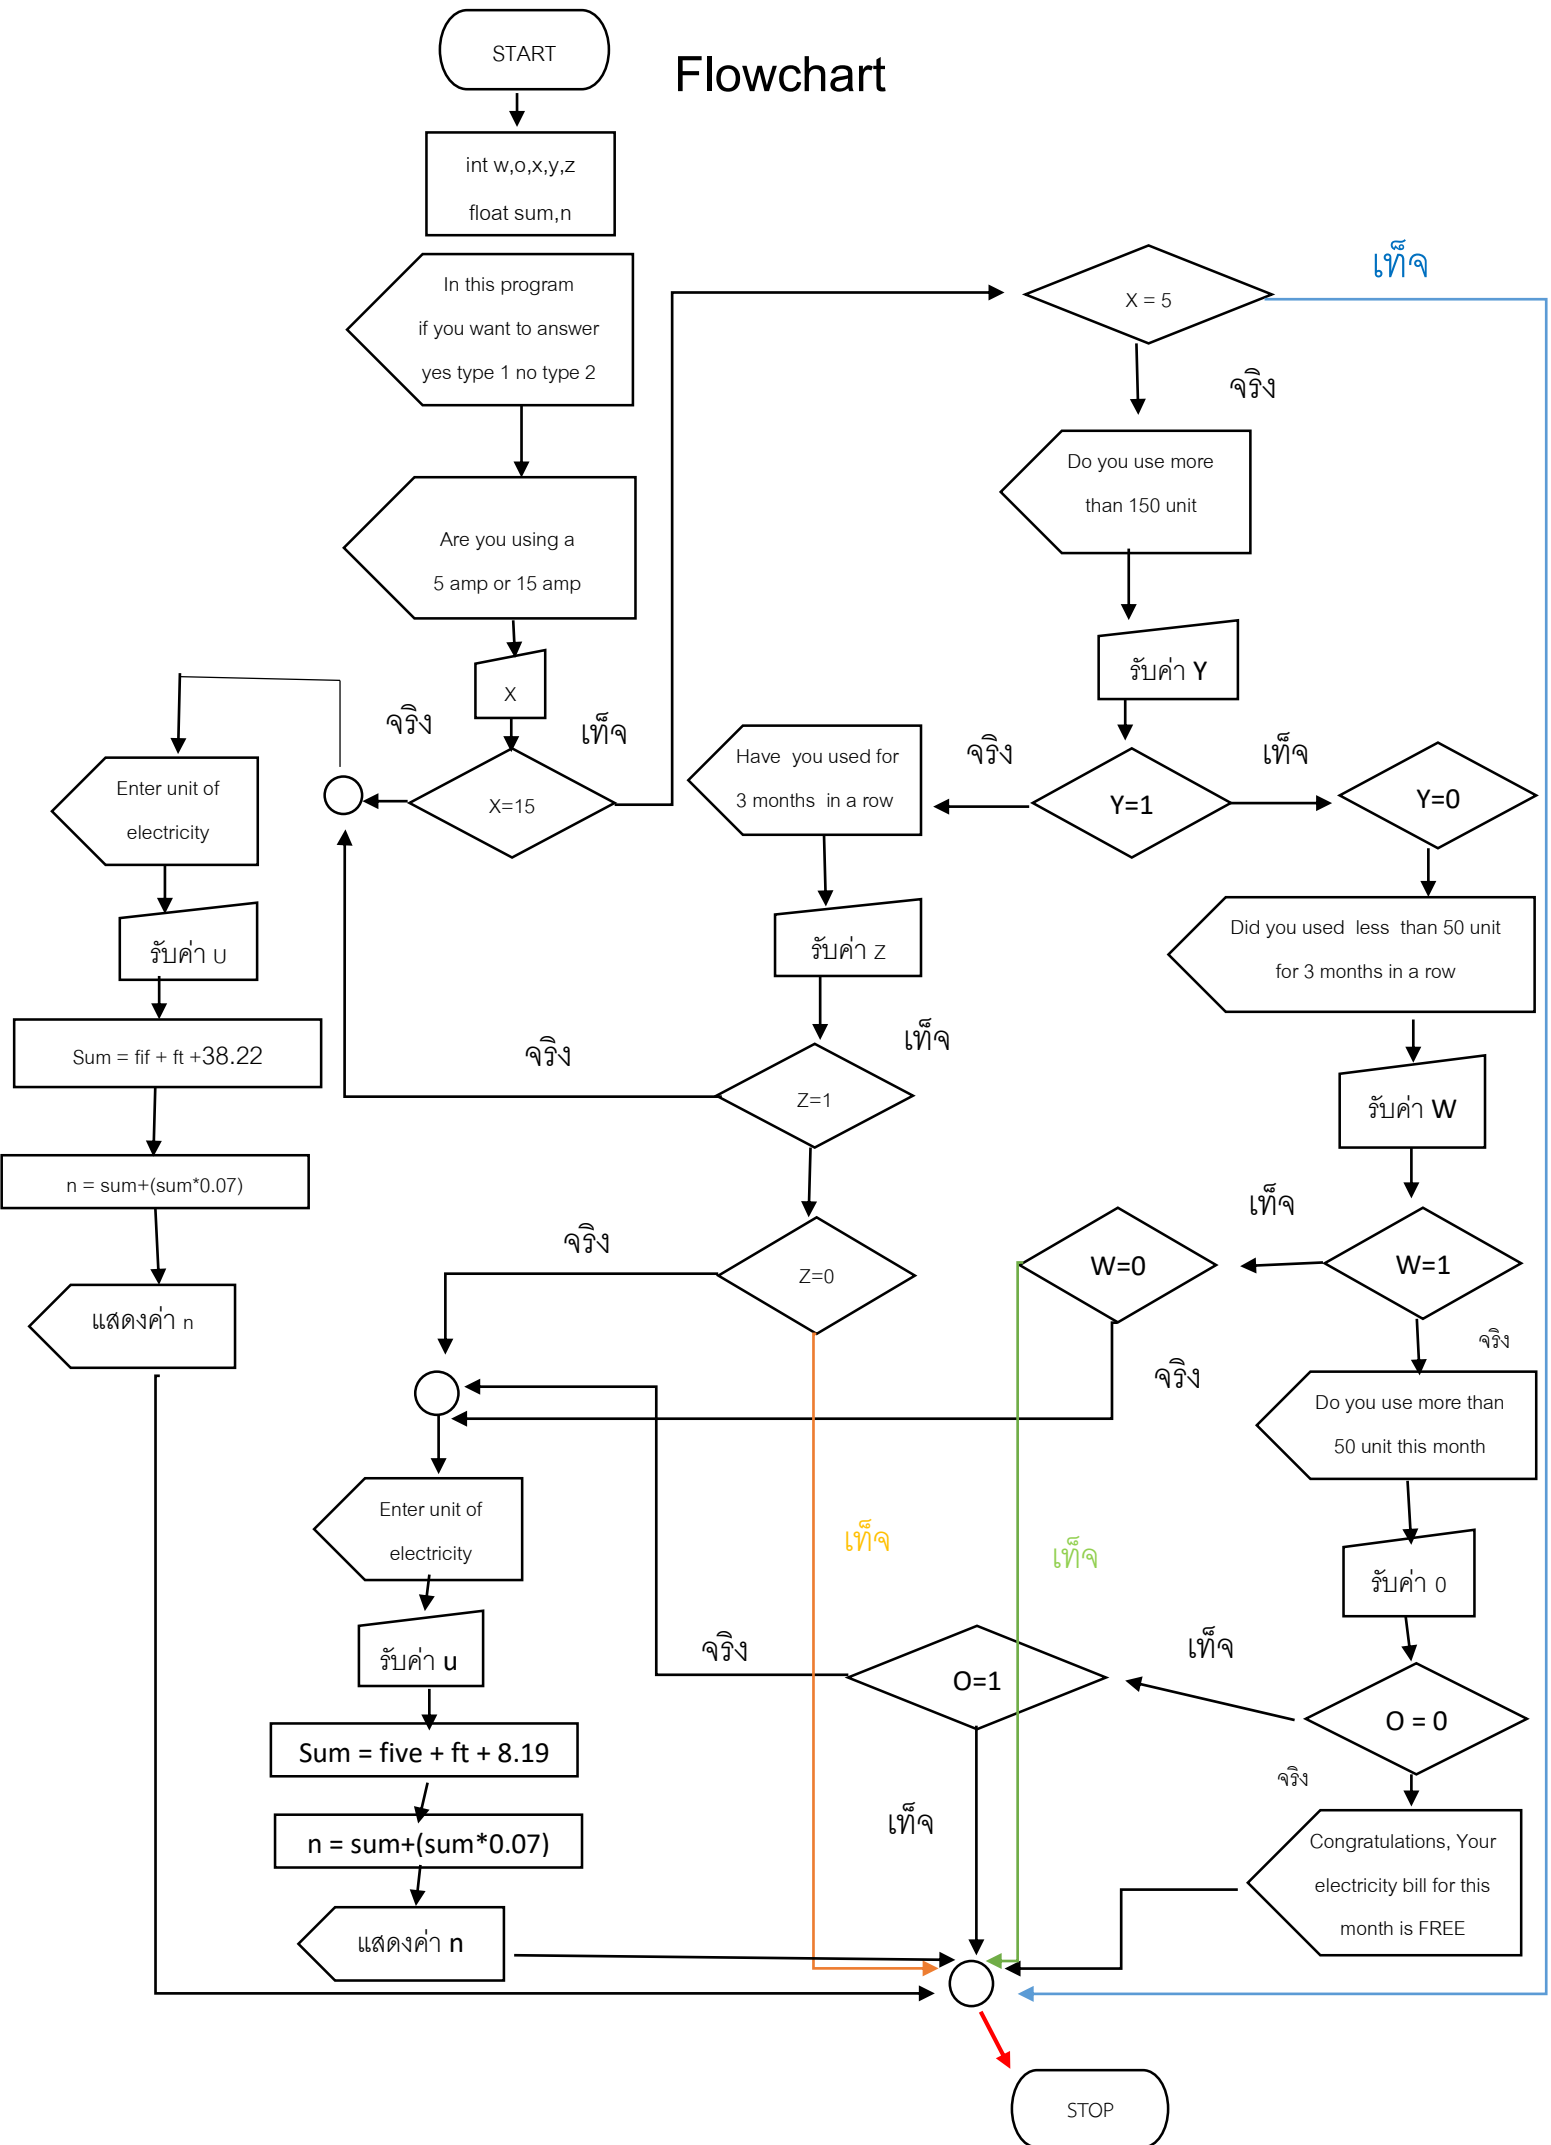 START
Flowchart
int w,o,x,y,z
float sum,n
In this program
if you want to answer
yes type 1 no type 2
Are you using a
5 amp or 15 amp
X
จริง
เท็จ
X=15
Enter unit of
electricity
รับค่า U
Sum = fif + ft +38.22
n = sum+(sum*0.07)
แสดงค่า n
X = 5
เท็จ
จริง
Do you use more
than 150 unit
รับค่า Y
จริง
เท็จ
Y=1
Y=0
Have you used for
3 months in a row
รับค่า Z
จริง
เท็จ
Z=1
จริง
Z=0
เท็จ
Did you used less than 50 unit
for 3 months in a row
รับค่า W
เท็จ
W=1
W=0
จริง
จริง
เท็จ
Do you use more than
50 unit this month
รับค่า 0
เท็จ
O = 0
จริง
O=1
จริง
เท็จ
Congratulations, Your
electricity bill for this
month is FREE
Enter unit of
electricity
รับค่า u
Sum = five + ft + 8.19
n = sum+(sum*0.07)
แสดงค่า n
STOP